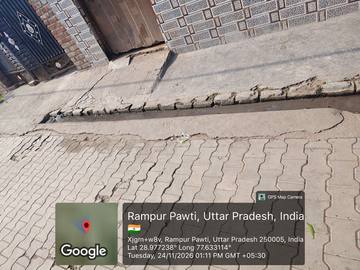 GPS Map Camera
Rampur Pawti, Uttar Pradesh, India
Xjgm+w8v, Rampur Pawti, Uttar Pradesh 250005, India
Lat 28.977238° Long 77.633114°
Tuesday, 24/11/2026 01:11 PM GMT +05:30
Google